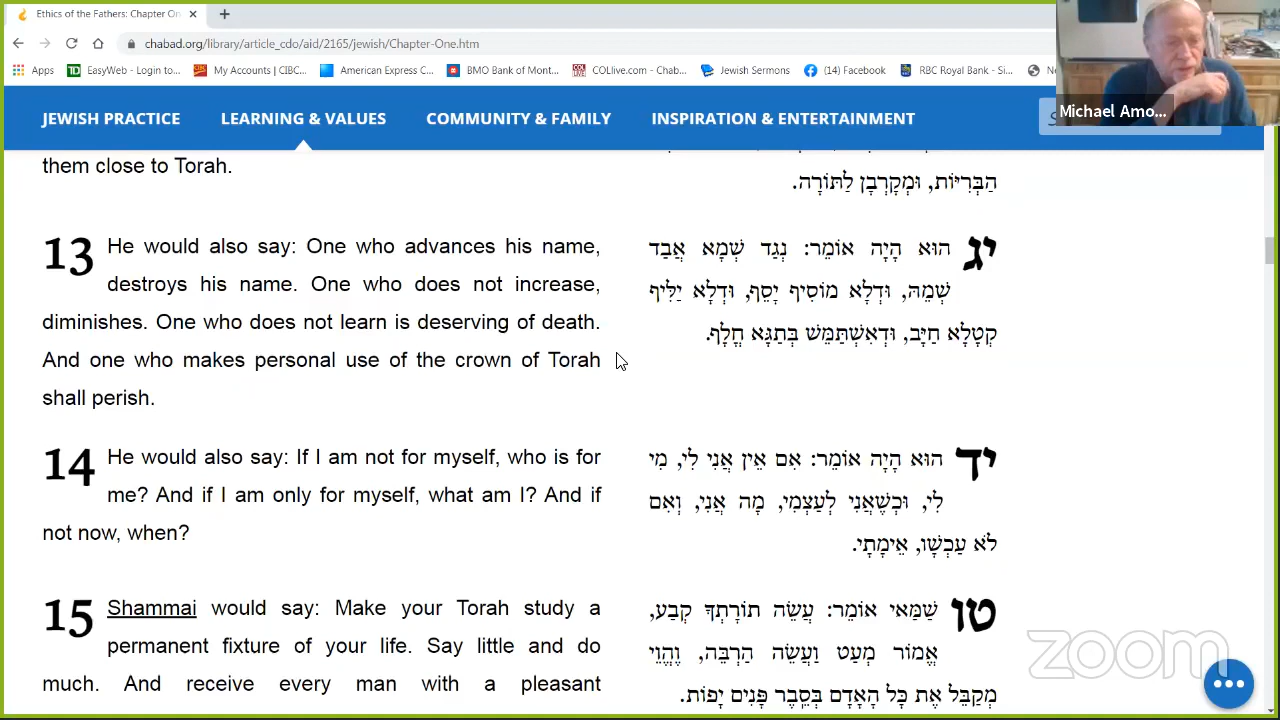 Ethics of the Fathers: Chapter On
chabad.org/library/article_cdo/aid/2165/jewish/Chapter-One.htm
Apps EasyWeb - Login to... My Accounts | CIBC... American Express C... BMO Bank of Mont... COLlive.com - Chab... Jewish Sermons (14) Facebook RBC Royal Bank - Si...
Michael Amo...
JEWISH PRACTICE LEARNING & VALUES COMMUNITY & FAMILY INSPIRATION & ENTERTAINMENT
them close to Torah.
הַבְּרִיּוֹת, וּמְקָרְבָן לַתּוֹרָה.
13 He would also say: One who advances his name,
destroys his name. One who does not increase,
diminishes. One who does not learn is deserving of death.
And one who makes personal use of the crown of Torah
shall perish.
יג הוּא הָיָה אוֹמֵר: נְגַד שְׁמָא אֲבַד
שְׁמֵהּ, וּדְלָא מוֹסִיף יָסֵף, וּדְלָא יַלִּיף
קְטָלָא חַיָּב, וּדְאִשְׁתַּמֵּשׁ בְּתַגָּא חֲלָף.
14 He would also say: If I am not for myself, who is for
me? And if I am only for myself, what am I? And if
not now, when?
יד הוּא הָיָה אוֹמֵר: אִם אֵין אֲנִי לִי, מִי
לִי, וּכְשֶׁאֲנִי לְעַצְמִי, מָה אֲנִי, וְאִם
לֹא עַכְשָׁו, אֵימָתָי.
15 Shammai would say: Make your Torah study a
permanent fixture of your life. Say little and do
much. And receive every man with a pleasant
טו שַׁמַּאי אוֹמֵר: עֲשֵׂה תוֹרָתְךָ קְבַע,
אֱמוֹר מְעַט וַעֲשֵׂה הַרְבֵּה, וֶהֱוֵי
מְקַבֵּל אֶת כָּל הָאָדָם בְּסֵבֶר פָּנִים יָפוֹת.
zoom